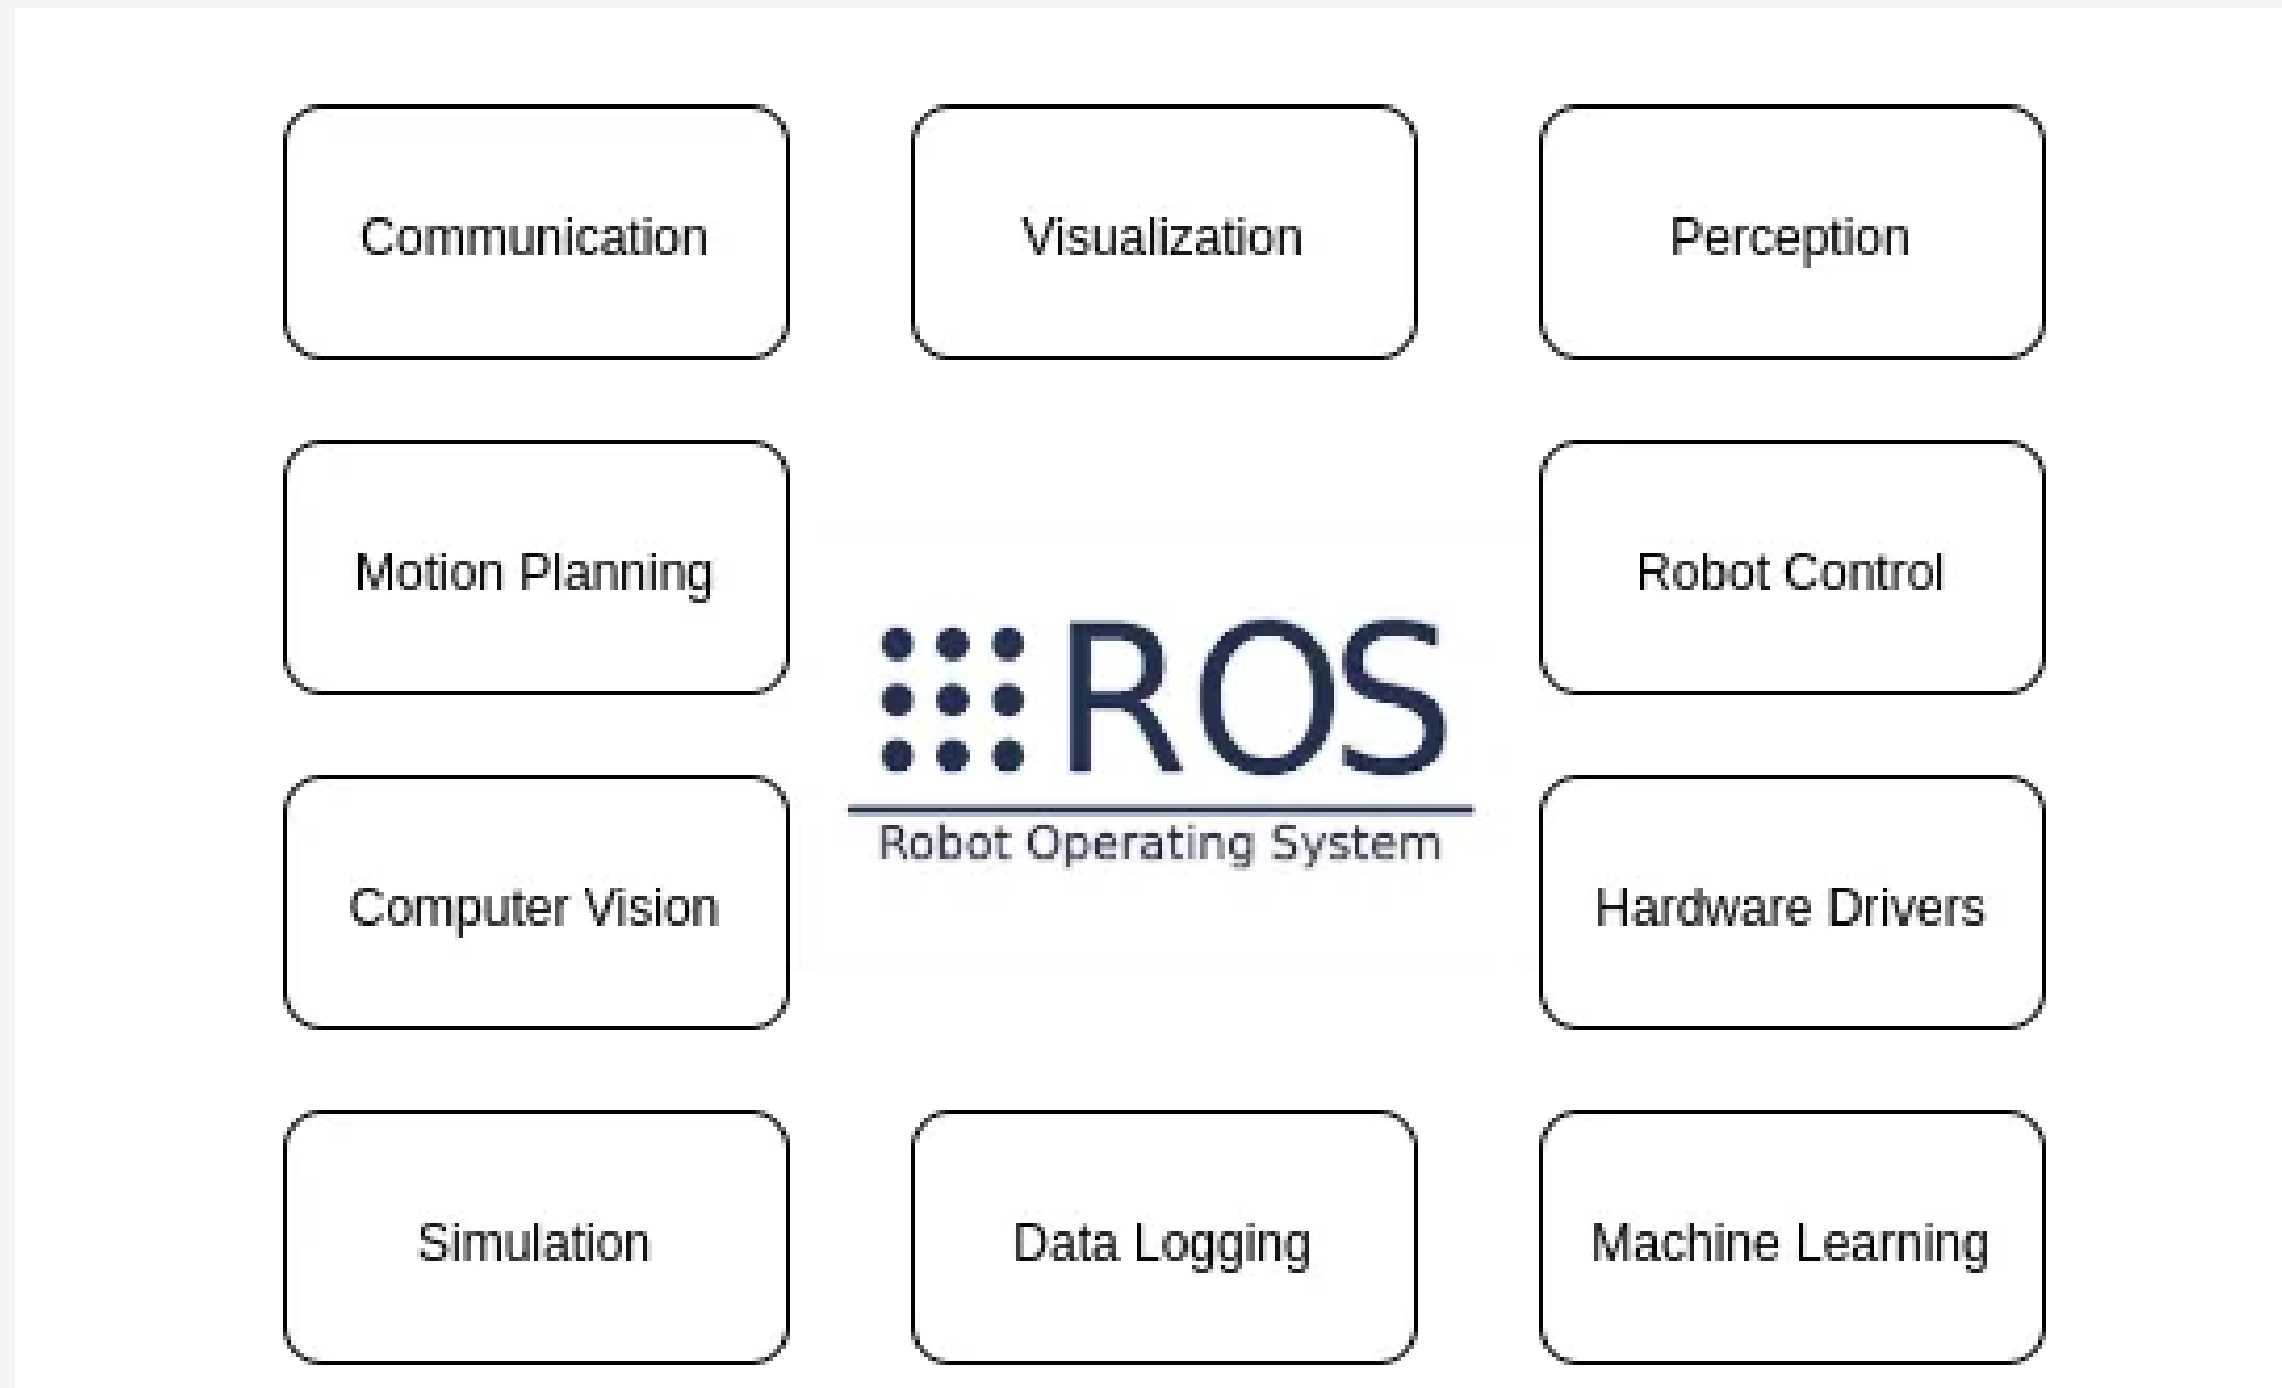 Communication
Visualization
Perception
Motion Planning
Robot Control
ROS
Robot Operating System
Computer Vision
Hardware Drivers
Simulation
Data Logging
Machine Learning